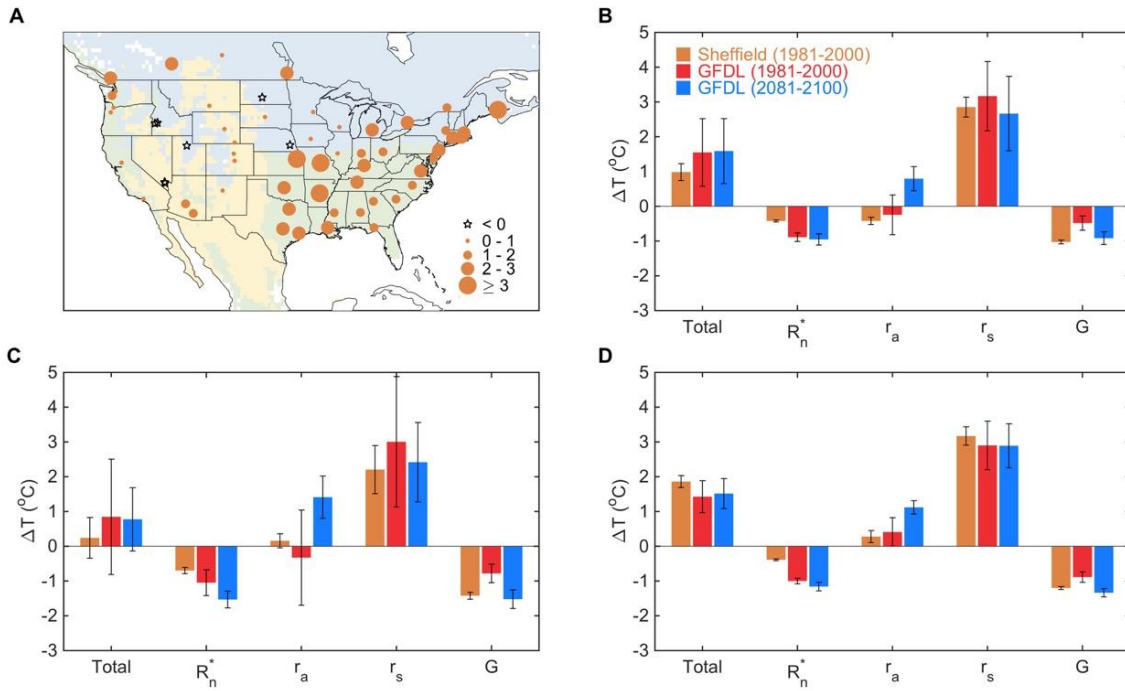 A
☆ < 0
0 - 1
1 - 2
2 - 3
≥ 3
B
ΔT (°C)
5
4
3
2
1
0
-1
-2
-3
Sheffield (1981-2000)
GFDL (1981-2000)
GFDL (2081-2100)
Total R*n ra rs G
C
ΔT (°C)
5
4
3
2
1
0
-1
-2
-3
Total R*n ra rs G
D
ΔT (°C)
5
4
3
2
1
0
-1
-2
-3
Total R*n ra rs G